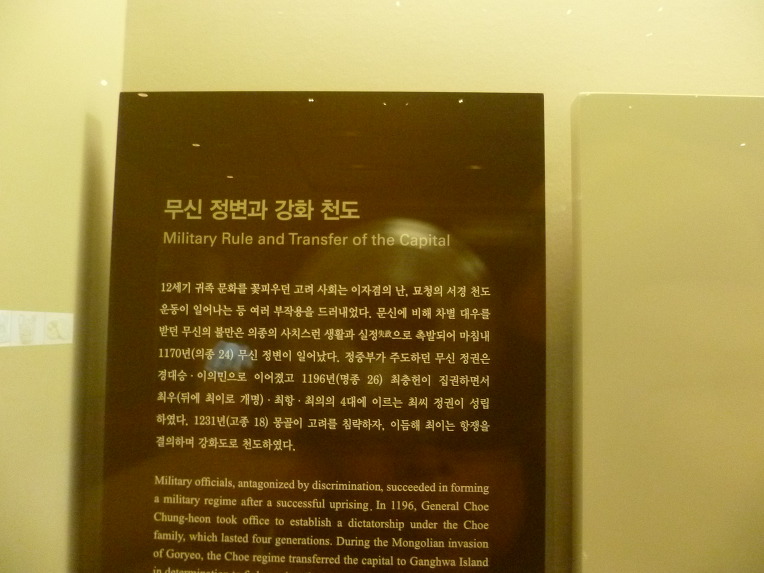 무신 정변과 강화 천도
Military Rule and Transfer of the Capital
12세기 귀족 문화를 꽃피우던 고려 사회는 이자겸의 난, 묘청의 서경 천도
운동이 일어나는 등 여러 부작용을 드러내었다. 문신에 비해 차별 대우를
받던 무신의 불만은 의종의 사치스런 생활과 실정失政으로 촉발되어 마침내
1170년(의종 24) 무신 정변이 일어났다. 정중부가 주도하던 무신 정권은
경대승·이의민으로 이어졌고 1196년(명종 26) 최충헌이 집권하면서
최우(뒤에 최이로 개명)·최항·최의의 4대에 이르는 최씨 정권이 성립
하였다. 1231년(고종 18) 몽골이 고려를 침략하자, 이듬해 최이는 항쟁을
결의하며 강화도로 천도하였다.
Military officials, antagonized by discrimination, succeeded in forming
a military regime after a successful uprising. In 1196, General Choe
Chung-heon took office to establish a dictatorship under the Choe
family, which lasted four generations. During the Mongolian invasion
of Goryeo, the Choe regime transferred the capital to Ganghwa Island
in determination to